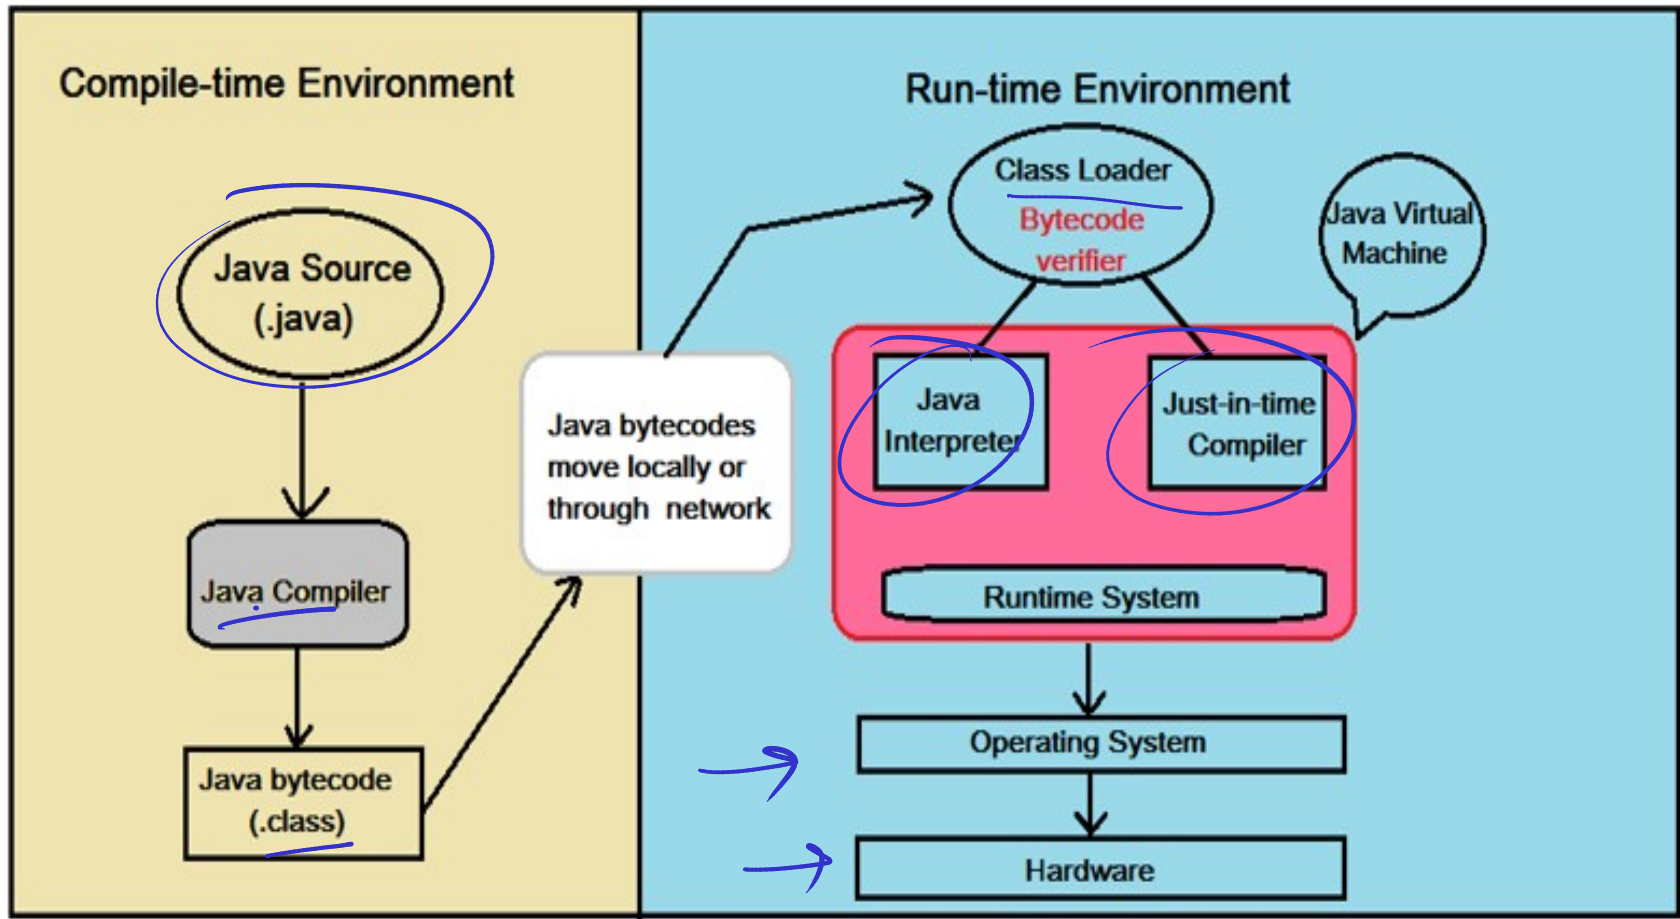 Compile-time Environment
Java Source
(.java)
Java Compiler
Java bytecode
(.class)
Java bytecodes
move locally or
through network
Run-time Environment
Class Loader
Bytecode
verifier
Java Virtual
Machine
Java
Interpreter
Just-in-time
Compiler
Runtime System
Operating System
Hardware